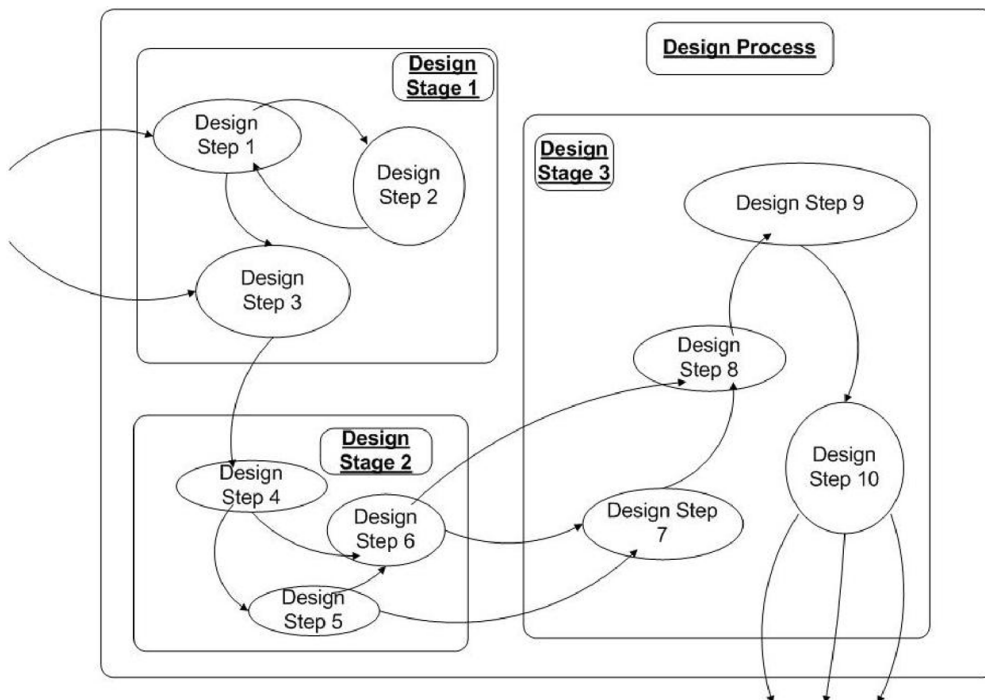 Design Process
Design
Stage 1
Design
Step 1
Design
Step 2
Design
Step 3
Design
Stage 2
Design
Step 4
Design
Step 6
Design
Step 5
Design
Stage 3
Design Step 9
Design
Step 8
Design
Step 10
Design Step
7